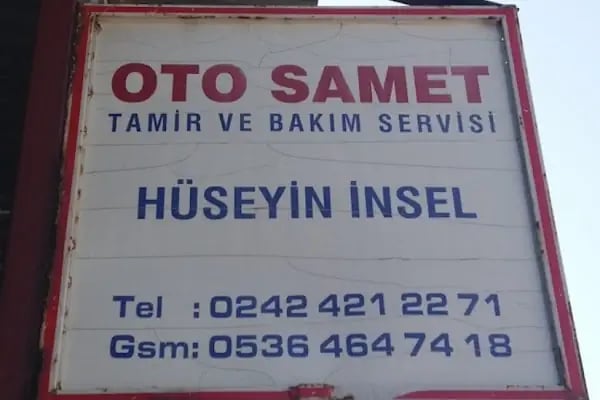 OTO SAMET
TAMİR VE BAKIM SERVİSİ
HÜSEYİN İNSEL
Tel : 0242 421 22 71
Gsm: 0536 464 74 18